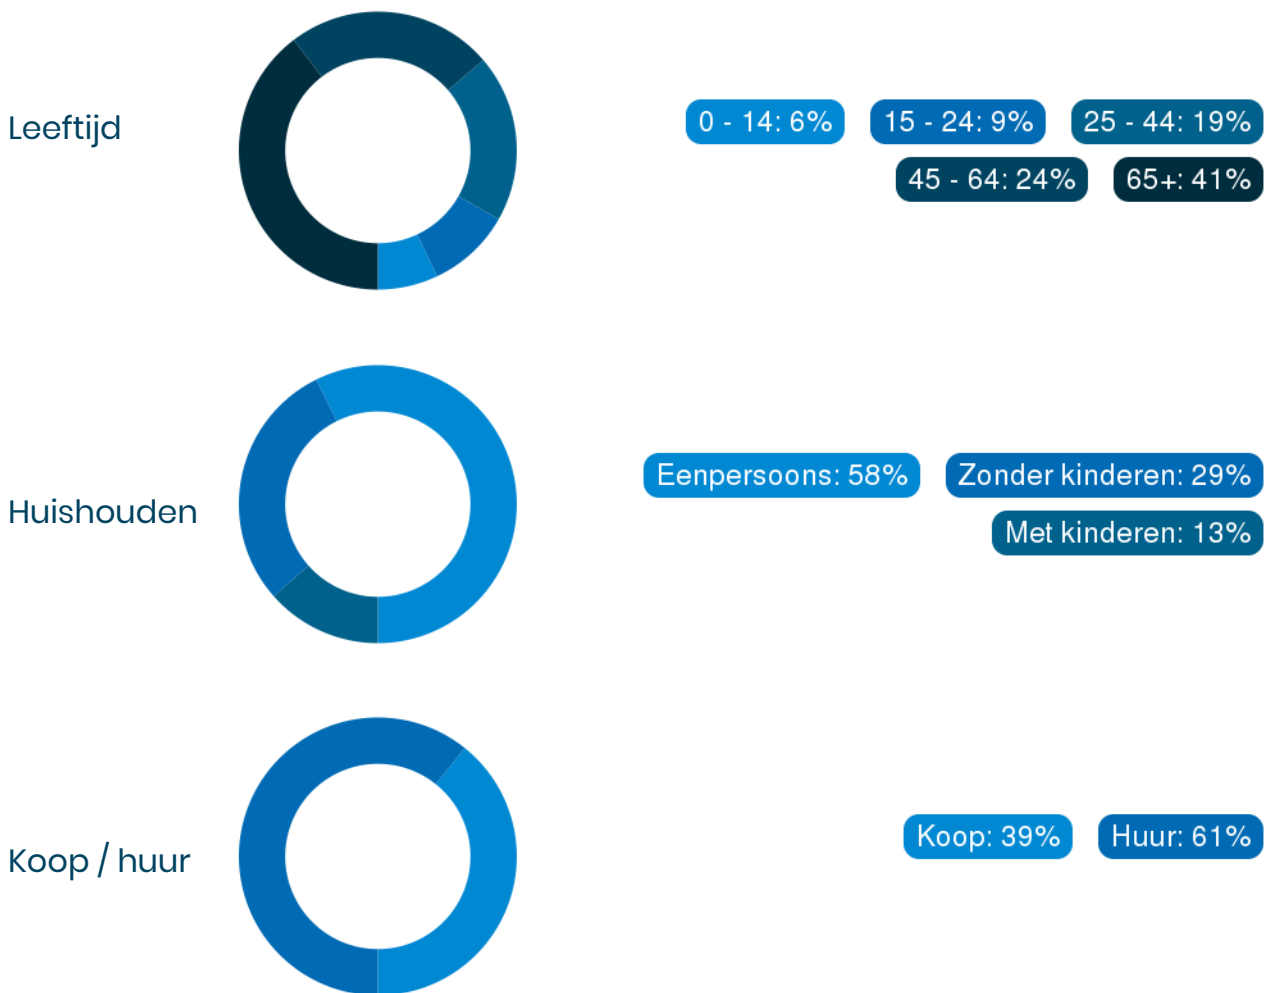 Leeftijd
0 - 14: 6% 15 - 24: 9% 25 - 44: 19%
45 - 64: 24% 65+: 41%
Huishouden
Eenpersoons: 58% Zonder kinderen: 29%
Met kinderen: 13%
Koop / huur
Koop: 39% Huur: 61%